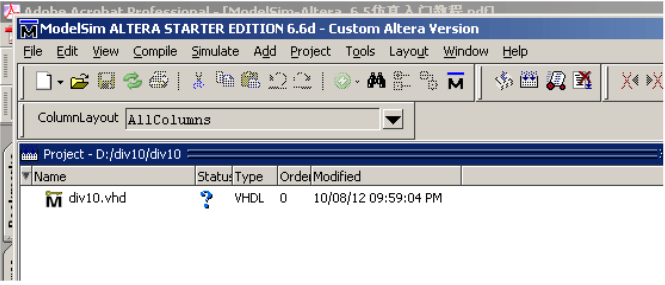 Adobe Acrobat Professional - [ModelSim-Altera 6.5仿真入门教程.pdf]
ModelSim ALTERA STARTER EDITION 6.6d - Custom Altera Version
File Edit View Compile Simulate Add Project Tools Layout Window Help
ColumnLayout AllColumns
Project - D:/div10/div10
Name Status Type Order Modified
div10.vhd ? VHDL 0 10/08/12 09:59:04 PM